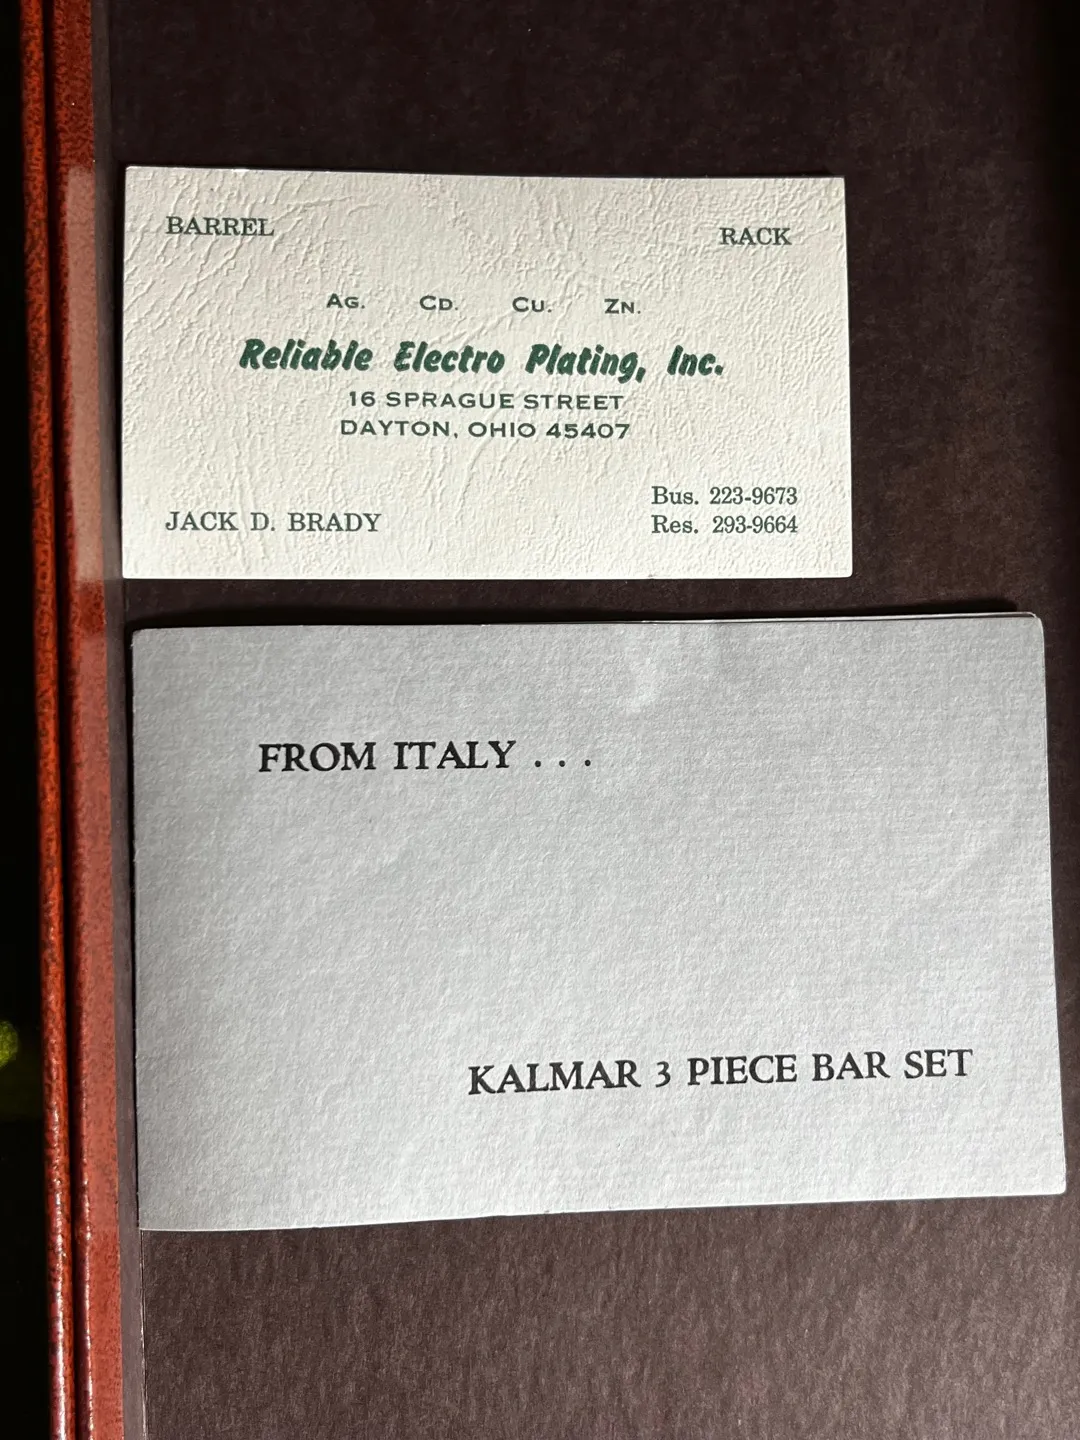 BARREL RACK
AG. CD. CU. ZN.
Reliable Electro Plating, Inc.
16 SPRAGUE STREET
DAYTON, OHIO 45407
Bus. 223-9673
JACK D. BRADY Res. 293-9664
FROM ITALY . . .
KALMAR 3 PIECE BAR SET